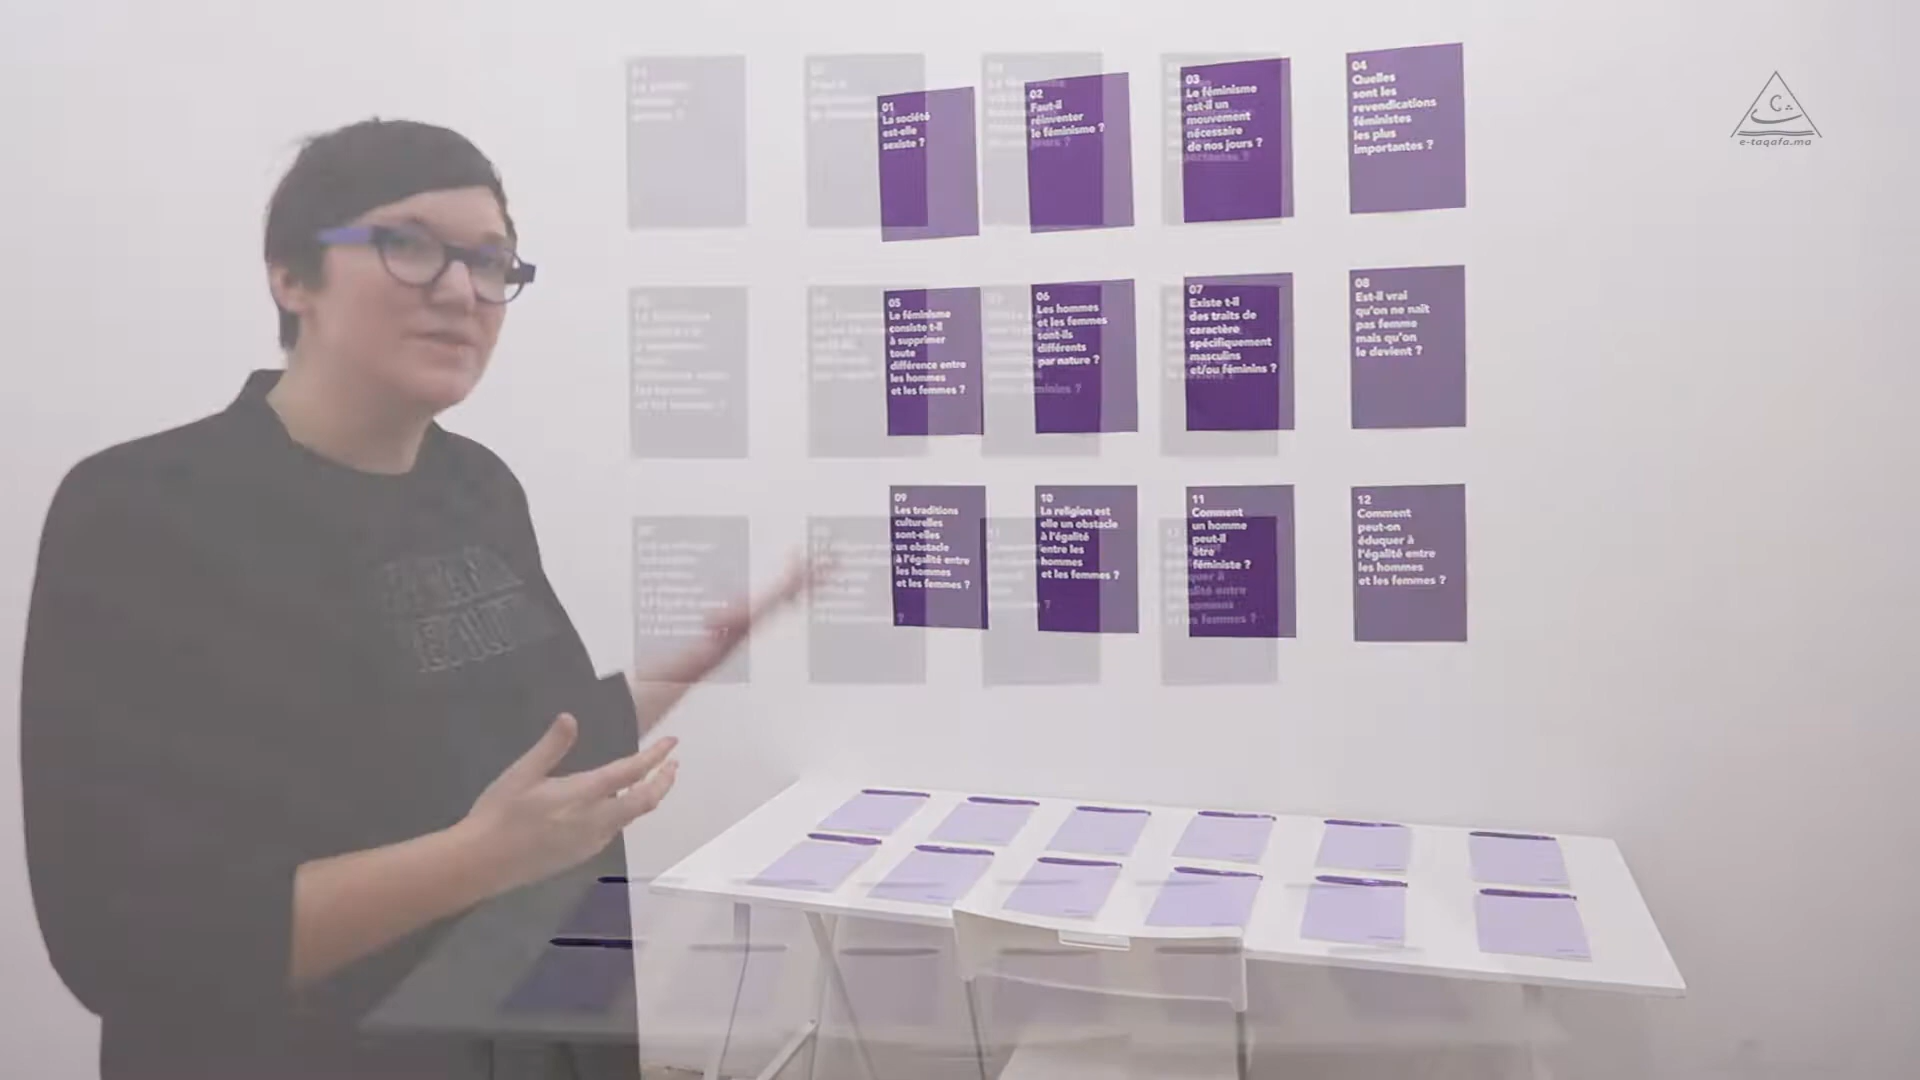 01
La société
est-elle
sexiste ?
02
Faut-il
réinventer
le féminisme ?
03
Le féminisme
est-il un
mouvement
nécessaire
de nos jours ?
04
Quelles
sont les
revendications
féministes
les plus
importantes ?
05
Le féminisme
consiste t-il
à supprimer
toute
différence entre
les hommes
et les femmes ?
06
Les hommes
et les femmes
sont-ils
différents
par nature ?
07
Existe t-il
des traits de
caractère
spécifiquement
masculins
et/ou féminins ?
08
Est-il vrai
qu'on ne naît
pas femme
mais qu'on
le devient ?
09
Les traditions
culturelles
sont-elles
un obstacle
à l'égalité entre
les hommes
et les femmes ?
10
La religion est
elle un obstacle
à l'égalité
entre les
hommes
et les femmes ?
11
Comment
un homme
peut-il
être
féministe ?
12
Comment
peut-on
éduquer à
l'égalité entre
les hommes
et les femmes ?
e-taqafa.ma